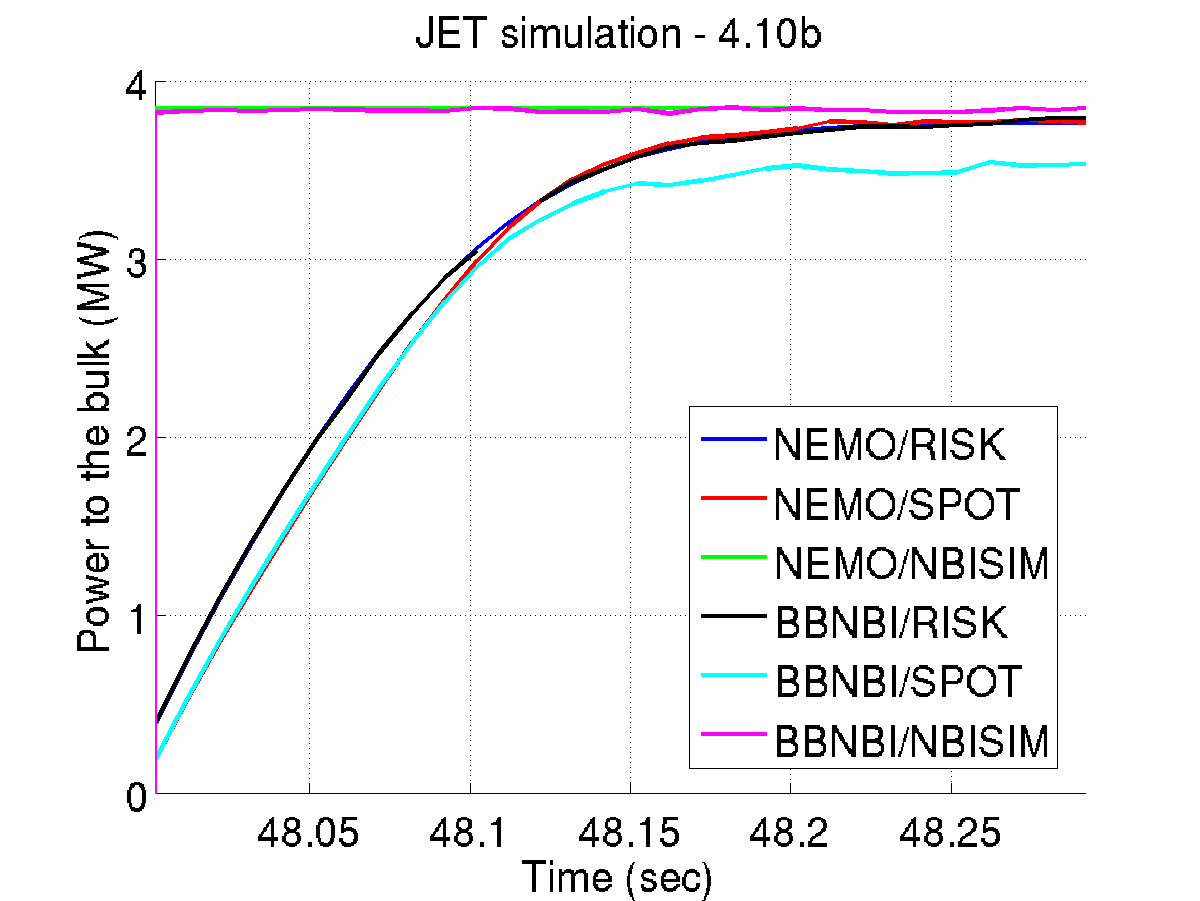 JET simulation - 4.10b
Power to the bulk (MW)
4
3
2
1
0
NEMO/RISK
NEMO/SPOT
NEMO/NBISIM
BBNBI/RISK
BBNBI/SPOT
BBNBI/NBISIM
48.05 48.1 48.15 48.2 48.25
Time (sec)